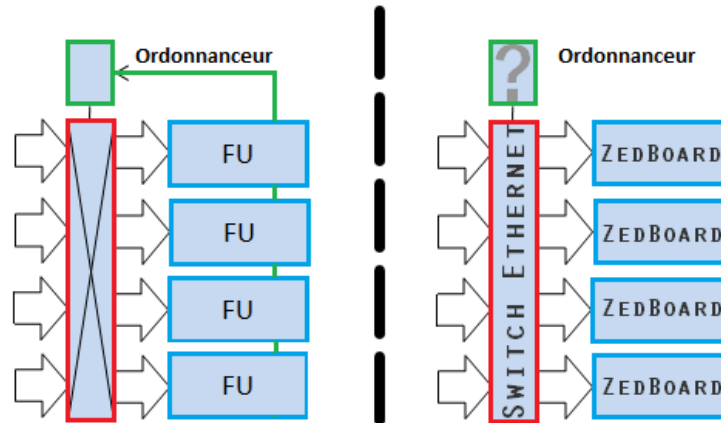 Ordonnanceur
FU
FU
FU
FU
?
Ordonnanceur
SWITCH ETHERNET
ZEDBOARD
ZEDBOARD
ZEDBOARD
ZEDBOARD